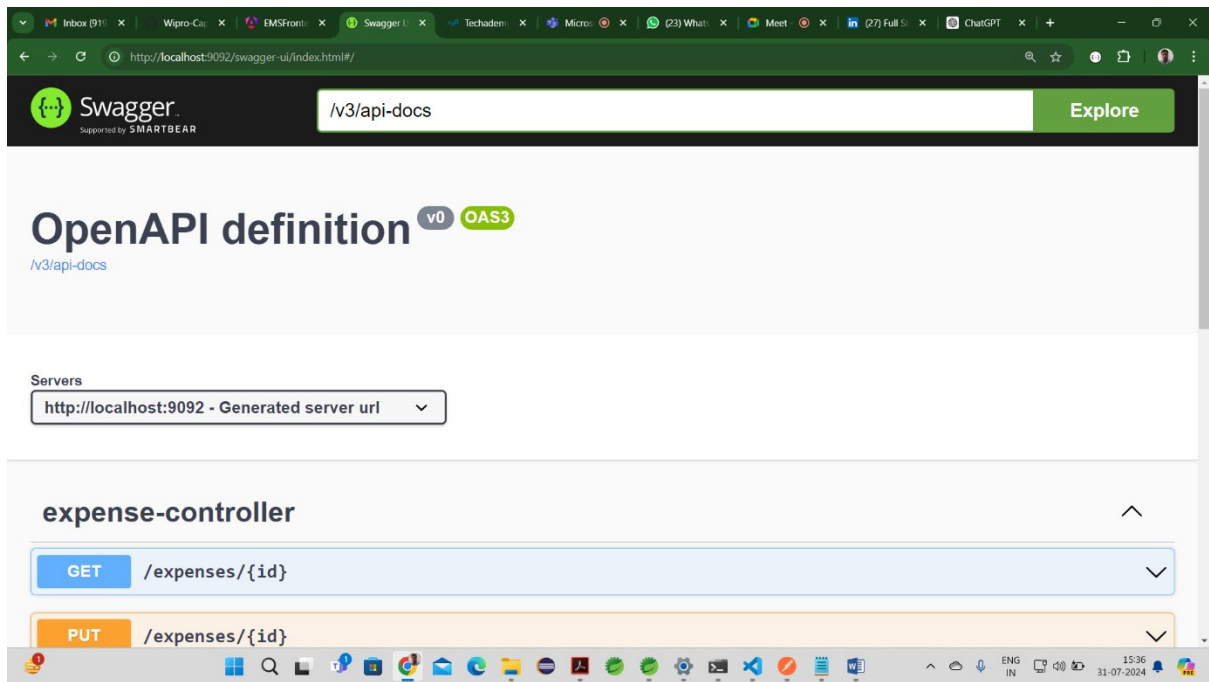 Inbox (919
Wipro-Cap
EMSFronte
Swagger U
Techademy
Micros
(23) Whats
Meet -
(27) Full S
ChatGPT
http://localhost:9092/swagger-ui/index.html#/
Swagger
Supported by SMARTBEAR
/v3/api-docs
Explore
OpenAPI definition v0 OAS3
/v3/api-docs
Servers
http://localhost:9092 - Generated server url
expense-controller
GET /expenses/{id}
PUT /expenses/{id}
ENG
IN
15:36
31-07-2024
PRE